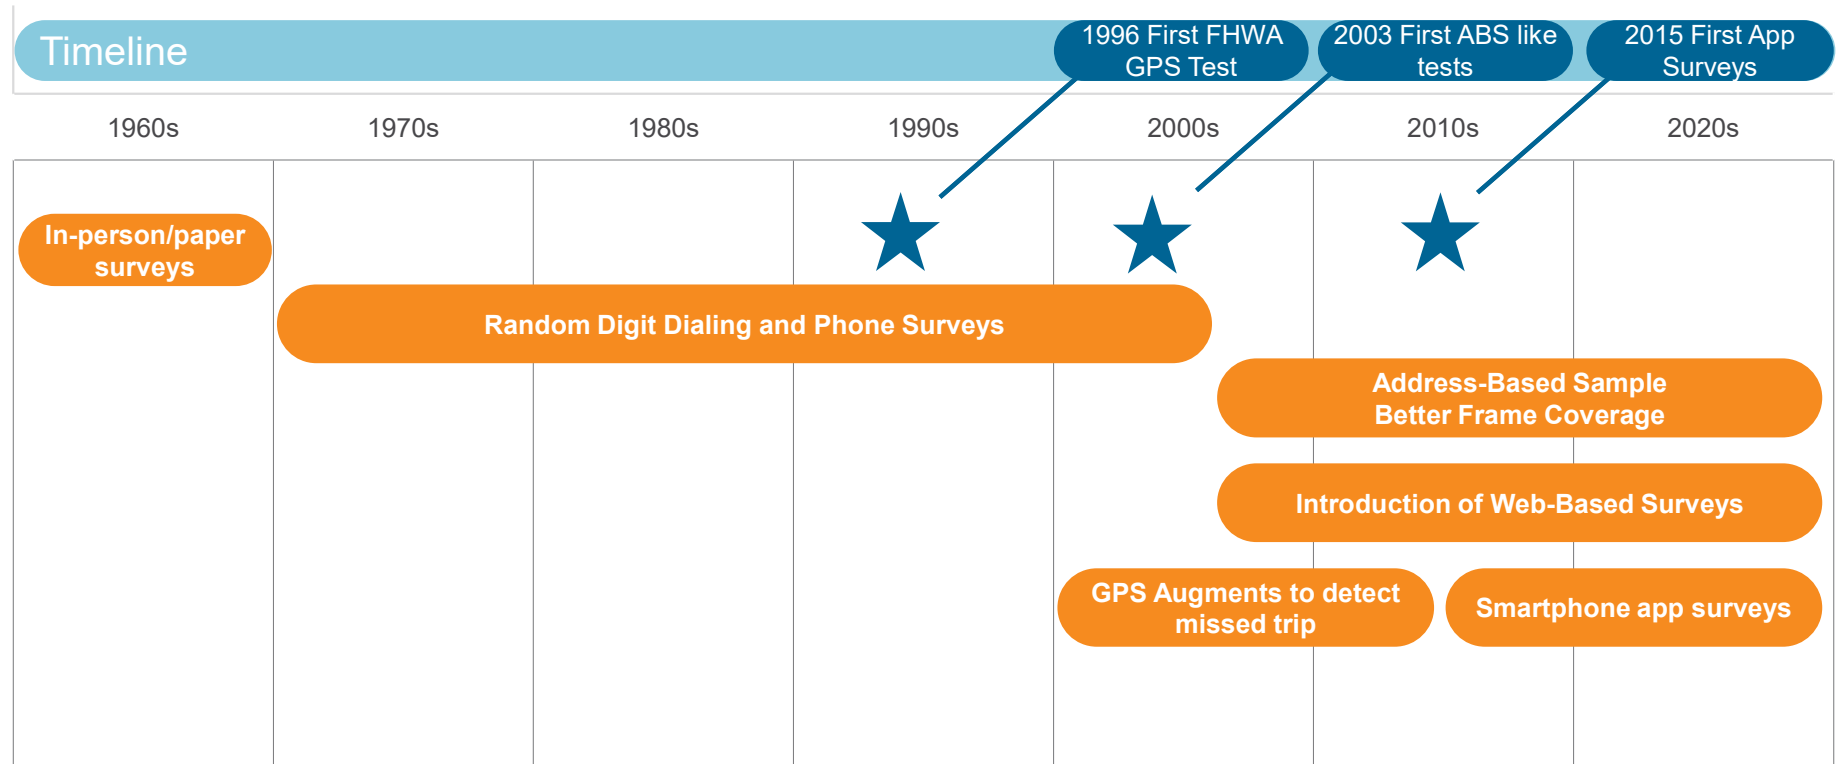 Timeline
1996 First FHWA
GPS Test
2003 First ABS like
tests
2015 First App
Surveys
1960s
1970s
1980s
1990s
2000s
2010s
2020s
In-person/paper
surveys
Random Digit Dialing and Phone Surveys
Address-Based Sample
Better Frame Coverage
Introduction of Web-Based Surveys
GPS Augments to detect
missed trip
Smartphone app surveys